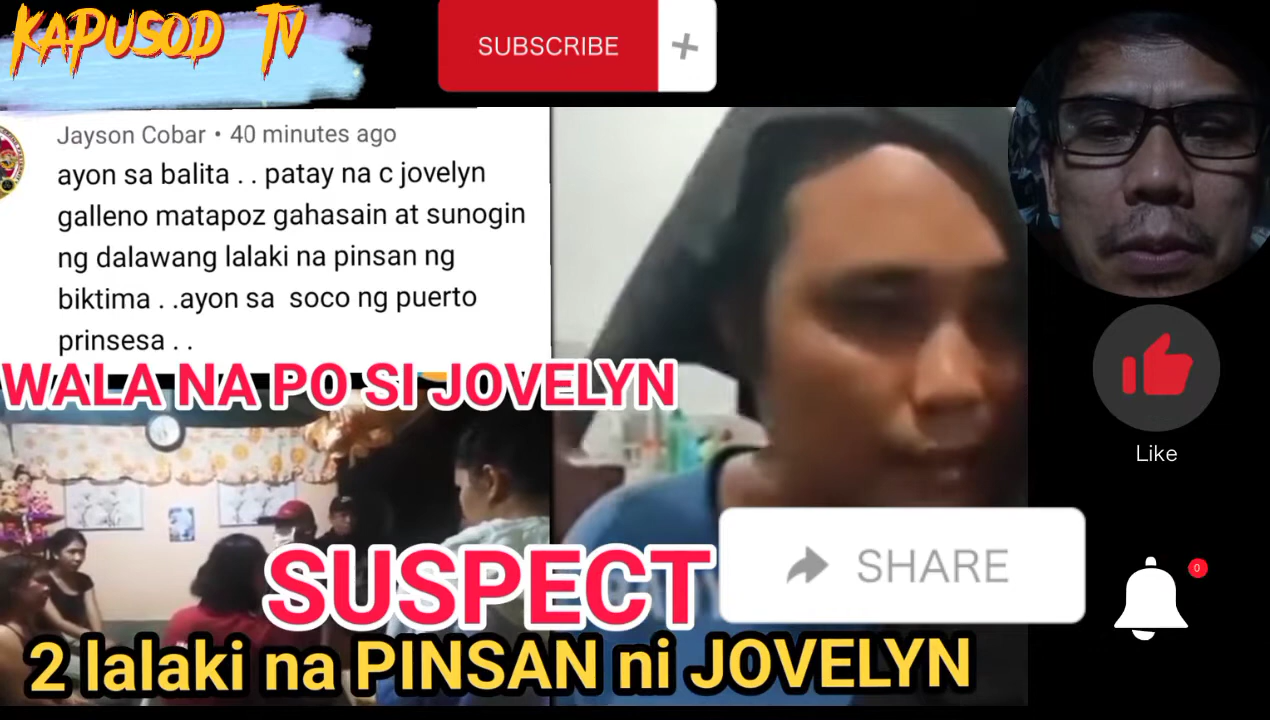 KAPUSOD TV
SUBSCRIBE
Jayson Cobar • 40 minutes ago
ayon sa balita . . patay na c jovelyn
galleno matapoz gahasain at sunogin
ng dalawang lalaki na pinsan ng
biktima . .ayon sa soco ng puerto
prinsesa . .
WALA NA PO SI JOVELYN
Like
SUSPECT
SHARE
0
2 lalaki na PINSAN ni JOVELYN